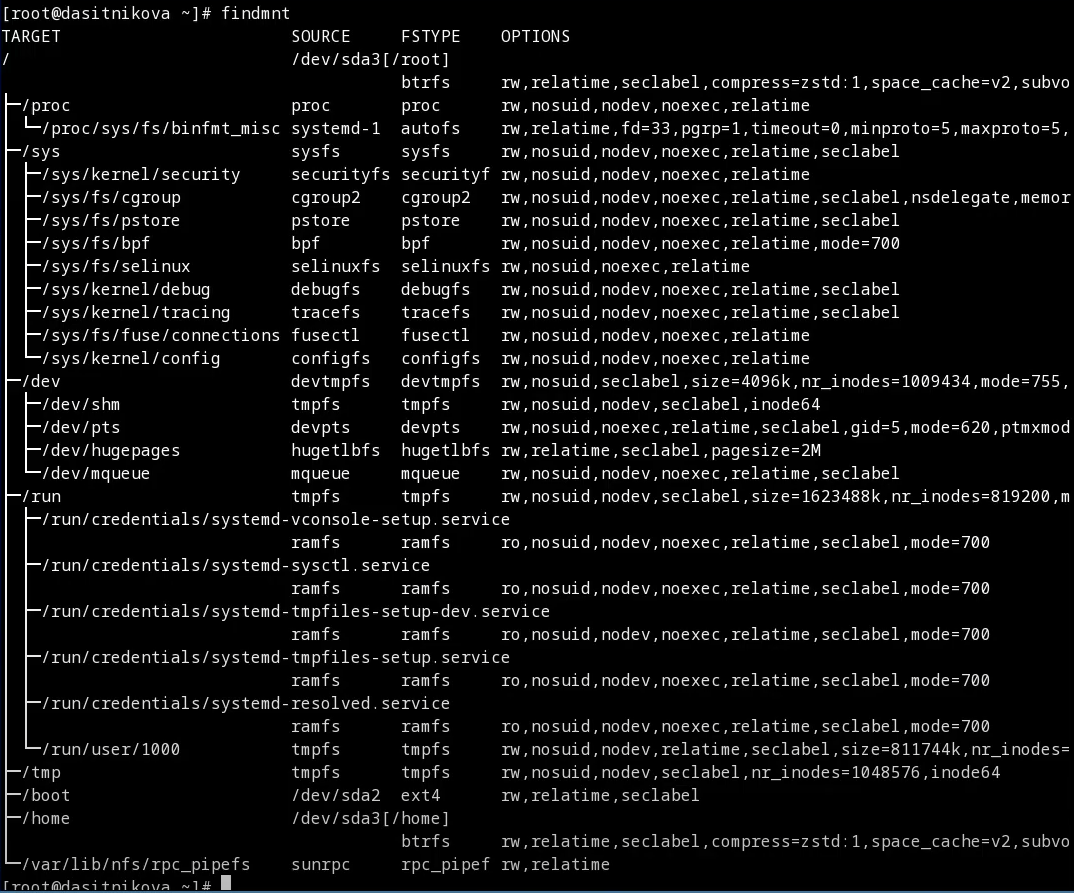 [root@dasitnikova ~]# findmnt
TARGET                       SOURCE     FSTYPE    OPTIONS
/                            /dev/sda3[/root]
                                        btrfs     rw,relatime,seclabel,compress=zstd:1,space_cache=v2,subvo
├─/proc                      proc       proc      rw,nosuid,nodev,noexec,relatime
│ └─/proc/sys/fs/binfmt_misc systemd-1  autofs    rw,relatime,fd=33,pgrp=1,timeout=0,minproto=5,maxproto=5,
├─/sys                       sysfs      sysfs     rw,nosuid,nodev,noexec,relatime,seclabel
│ ├─/sys/kernel/security     securityfs securityf rw,nosuid,nodev,noexec,relatime
│ ├─/sys/fs/cgroup           cgroup2    cgroup2   rw,nosuid,nodev,noexec,relatime,seclabel,nsdelegate,memor
│ ├─/sys/fs/pstore           pstore     pstore    rw,nosuid,nodev,noexec,relatime,seclabel
│ ├─/sys/fs/bpf              bpf        bpf       rw,nosuid,nodev,noexec,relatime,mode=700
│ ├─/sys/fs/selinux          selinuxfs  selinuxfs rw,nosuid,noexec,relatime
│ ├─/sys/kernel/debug        debugfs    debugfs   rw,nosuid,nodev,noexec,relatime,seclabel
│ ├─/sys/kernel/tracing      tracefs    tracefs   rw,nosuid,nodev,noexec,relatime,seclabel
│ ├─/sys/fs/fuse/connections fusectl    fusectl   rw,nosuid,nodev,noexec,relatime
│ └─/sys/kernel/config       configfs   configfs  rw,nosuid,nodev,noexec,relatime
├─/dev                       devtmpfs   devtmpfs  rw,nosuid,seclabel,size=4096k,nr_inodes=1009434,mode=755,
│ ├─/dev/shm                 tmpfs      tmpfs     rw,nosuid,nodev,seclabel,inode64
│ ├─/dev/pts                 devpts     devpts    rw,nosuid,noexec,relatime,seclabel,gid=5,mode=620,ptmxmod
│ ├─/dev/hugepages           hugetlbfs  hugetlbfs rw,relatime,seclabel,pagesize=2M
│ └─/dev/mqueue              mqueue     mqueue    rw,nosuid,nodev,noexec,relatime,seclabel
├─/run                       tmpfs      tmpfs     rw,nosuid,nodev,seclabel,size=1623488k,nr_inodes=819200,m
│ ├─/run/credentials/systemd-vconsole-setup.service
│ │                          ramfs      ramfs     ro,nosuid,nodev,noexec,relatime,seclabel,mode=700
│ ├─/run/credentials/systemd-sysctl.service
│ │                          ramfs      ramfs     ro,nosuid,nodev,noexec,relatime,seclabel,mode=700
│ ├─/run/credentials/systemd-tmpfiles-setup-dev.service
│ │                          ramfs      ramfs     ro,nosuid,nodev,noexec,relatime,seclabel,mode=700
│ ├─/run/credentials/systemd-tmpfiles-setup.service
│ │                          ramfs      ramfs     ro,nosuid,nodev,noexec,relatime,seclabel,mode=700
│ ├─/run/credentials/systemd-resolved.service
│ │                          ramfs      ramfs     ro,nosuid,nodev,noexec,relatime,seclabel,mode=700
│ └─/run/user/1000           tmpfs      tmpfs     rw,nosuid,nodev,relatime,seclabel,size=811744k,nr_inodes=
├─/tmp                       tmpfs      tmpfs     rw,nosuid,nodev,seclabel,nr_inodes=1048576,inode64
├─/boot                      /dev/sda2  ext4      rw,relatime,seclabel
├─/home                      /dev/sda3[/home]
│                                       btrfs     rw,relatime,seclabel,compress=zstd:1,space_cache=v2,subvo
└─/var/lib/nfs/rpc_pipefs    sunrpc     rpc_pipef rw,relatime
[root@dasitnikova ~]#